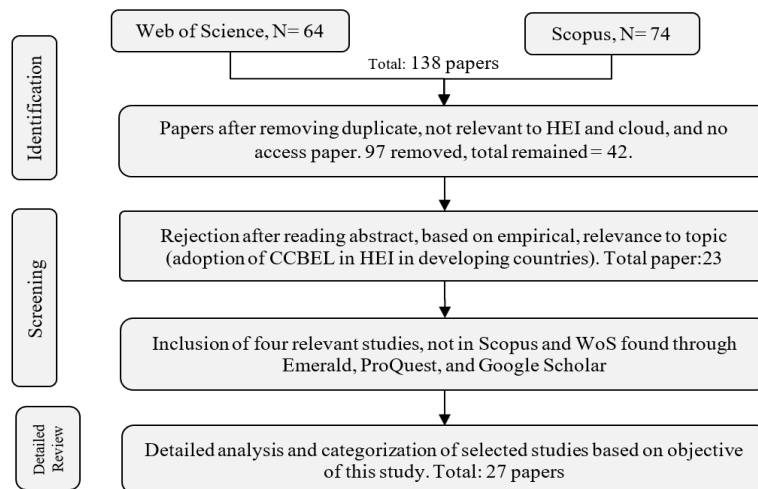 Identification
Web of Science, N= 64
Scopus, N= 74
Total: 138 papers
Papers after removing duplicate, not relevant to HEI and cloud, and no
access paper. 97 removed, total remained = 42.
Screening
Rejection after reading abstract, based on empirical, relevance to topic
(adoption of CCBEL in HEI in developing countries). Total paper:23
Inclusion of four relevant studies, not in Scopus and WoS found through
Emerald, ProQuest, and Google Scholar
Detailed
Review
Detailed analysis and categorization of selected studies based on objective
of this study. Total: 27 papers